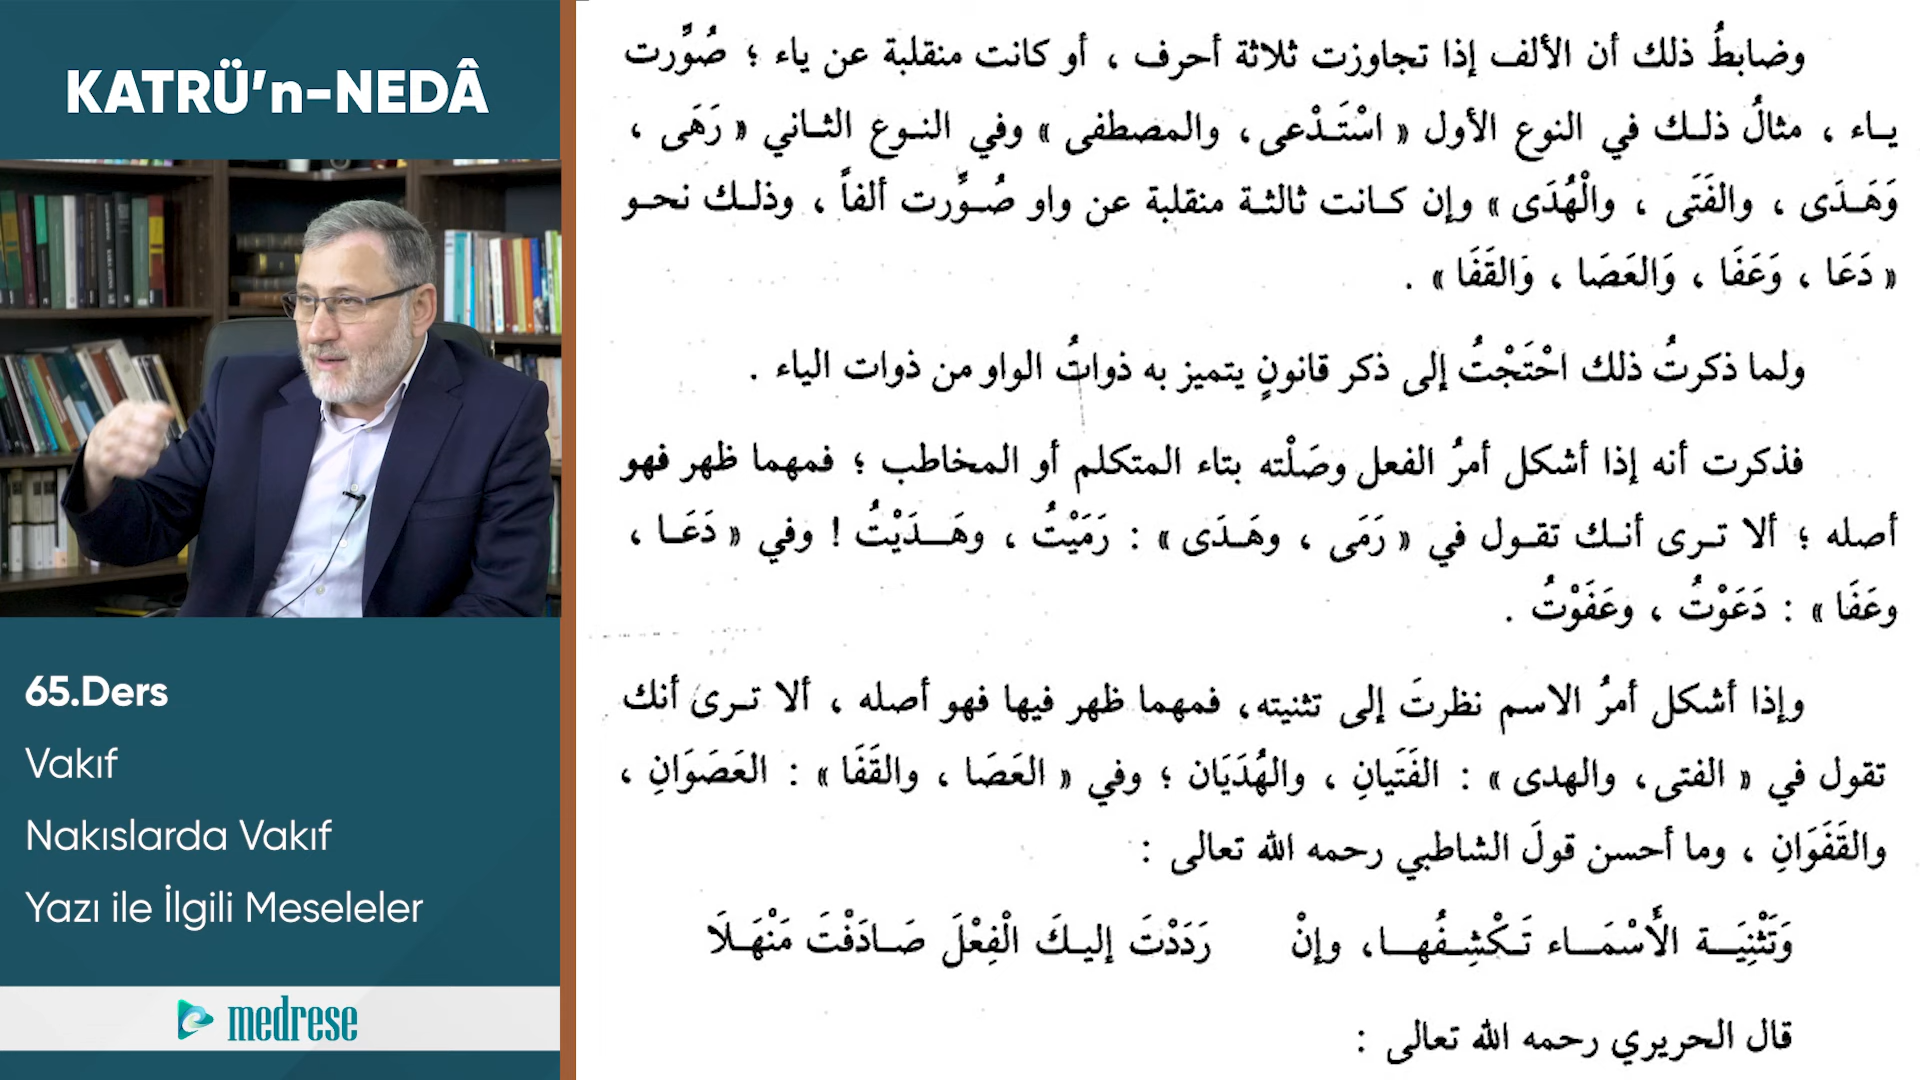 KATRÜ’n-NEDÂ
65.Ders
Vakıf
Nakıslarda Vakıf
Yazı ile İlgili Meseleler
medrese
وضابطُ ذلك أن الألف إذا تجاوزت ثلاثة أحرف ، أو كانت منقلبة عن ياء ؛ صُوِّرت
يـاء ، مثالُ ذلـك في النوع الأول « اسْتَـدْعى، والمصطفى » وفي النـوع الثـاني « رَهَى ،
وَهَـدَى ، والفَتَى ، والْهُدَى » وإن كـانت ثالثـة منقلبة عن واو صُـوِّرت ألفاً ، وذلـك نحـو
« دَعَا ، وَعَفَا ، وَالعَصَا ، وَالقَفَا » .
ولما ذكرتُ ذلك احْتَجْتُ إلى ذكر قانونٍ يتميز به ذواتُ الواو من ذوات الياء .
فذكرت أنه إذا أشكل أمرُ الفعل وصَلْته بتاء المتكلم أو المخاطب ؛ فمهما ظهر فهو
أصله ؛ ألا تـرى أنـك تقـول في « رَمَى ، وهَـدَى » : رَمَيْتُ ، وهَـدَيْتُ ! وفي « دَعَـا ،
وعَفَا » : دَعَوْتُ ، وعَفَوْتُ .
وإذا أشكل أمرُ الاسم نظرتَ إلى تثنيته، فمهما ظهر فيها فهو أصله ، ألا تـرى أنك
تقول في « الفتى، والهدى » : الفَتَيانِ ، والهُدَيَان ؛ وفي « العَصَا ، والقَفَا » : العَصَوَانِ ،
والقَفَوَانِ ، وما أحسن قولَ الشاطبي رحمه الله تعالى :
وَتَثْنِيَـة الأَسْمَـاء تَـكْشِـفُهـا، وإنْ رَدَدْتَ إليـكَ الْفِعْلَ صَـادَفْتَ مَنْهَـلَا
قال الحريري رحمه الله تعالى :